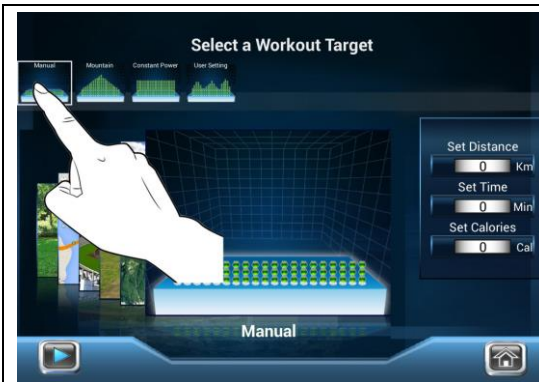 Select a Workout Target
Manual Mountain Constant Power User Setting
Set Distance
0 Km
Set Time
0 Min
Set Calories
0 Cal
Manual